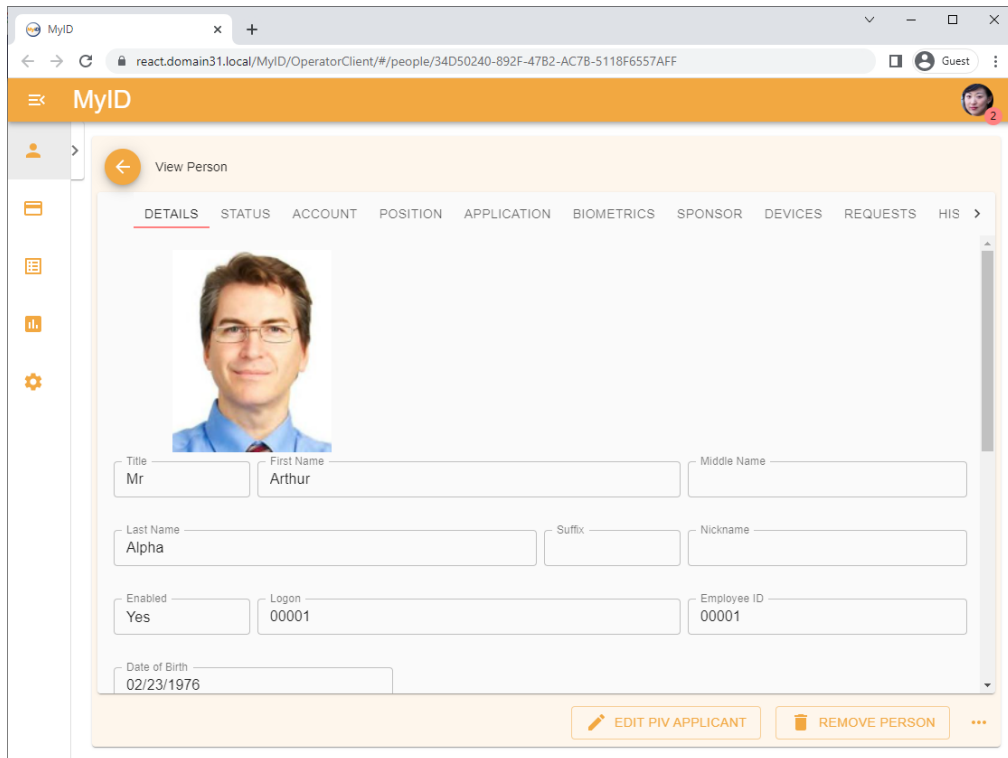 MyID
react.domain31.local/MyID/OperatorClient/#/people/34D50240-892F-47B2-AC7B-5118F6557AFF
Guest
MyID
2
View Person
DETAILS STATUS ACCOUNT POSITION APPLICATION BIOMETRICS SPONSOR DEVICES REQUESTS HIS
Title First Name Middle Name
Mr Arthur
Last Name Suffix Nickname
Alpha
Enabled Logon Employee ID
Yes 00001 00001
Date of Birth
02/23/1976
EDIT PIV APPLICANT REMOVE PERSON